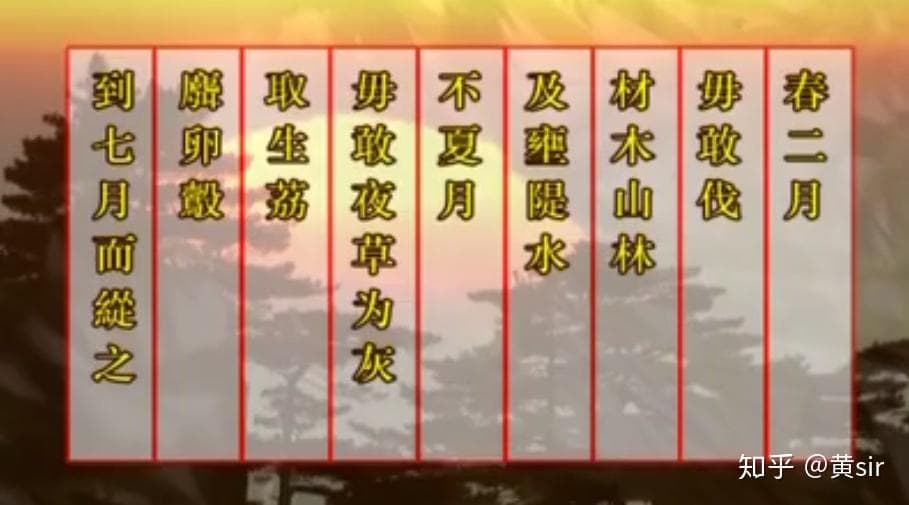 春二月
毋敢伐
材木山林
及壅隄水
不夏月
毋敢夜草为灰
取生荔
麛卵鷇
到七月而縱之
知乎 @黄sir